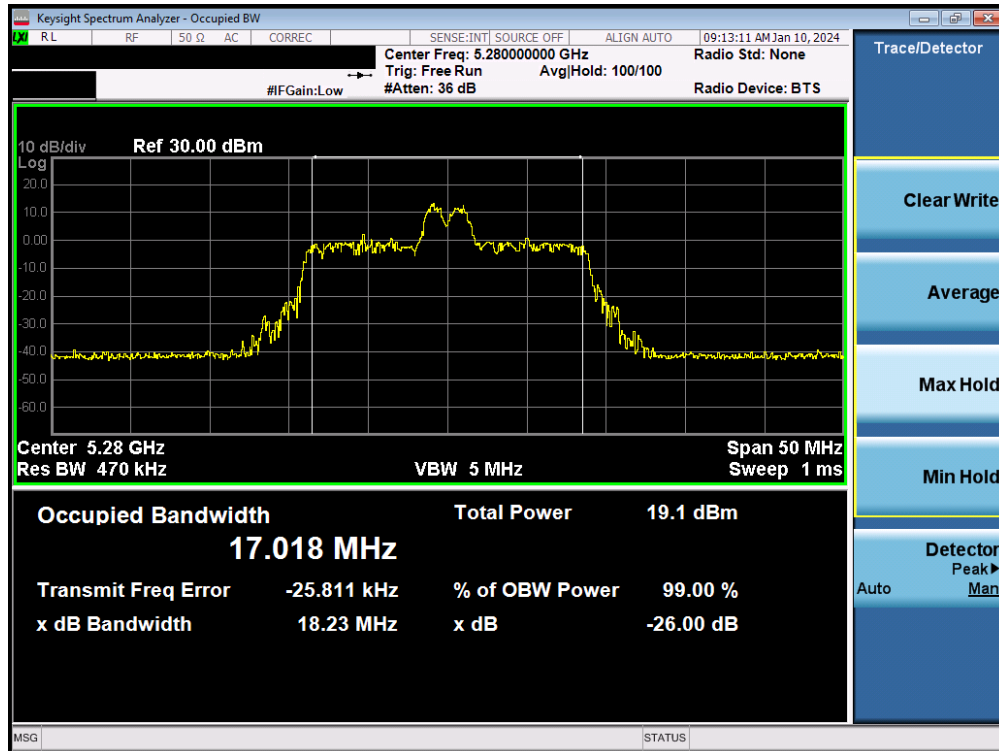 Keysight Spectrum Analyzer - Occupied BW
LXI RL RF 50 Ω AC CORREC SENSE:INT SOURCE OFF ALIGN AUTO 09:13:11 AM Jan 10, 2024
Center Freq: 5.280000000 GHz Radio Std: None
Trig: Free Run Avg|Hold: 100/100
#IFGain:Low #Atten: 36 dB Radio Device: BTS
Trace/Detector
10 dB/div Ref 30.00 dBm
Log
20.0
10.0
0.00
-10.0
-20.0
-30.0
-40.0
-50.0
-60.0
Center 5.28 GHz Span 50 MHz
Res BW 470 kHz VBW 5 MHz Sweep 1 ms
Occupied Bandwidth Total Power 19.1 dBm
17.018 MHz
Transmit Freq Error -25.811 kHz % of OBW Power 99.00 %
x dB Bandwidth 18.23 MHz x dB -26.00 dB
Clear Write
Average
Max Hold
Min Hold
Detector
Peak▶
Auto Man
MSG STATUS